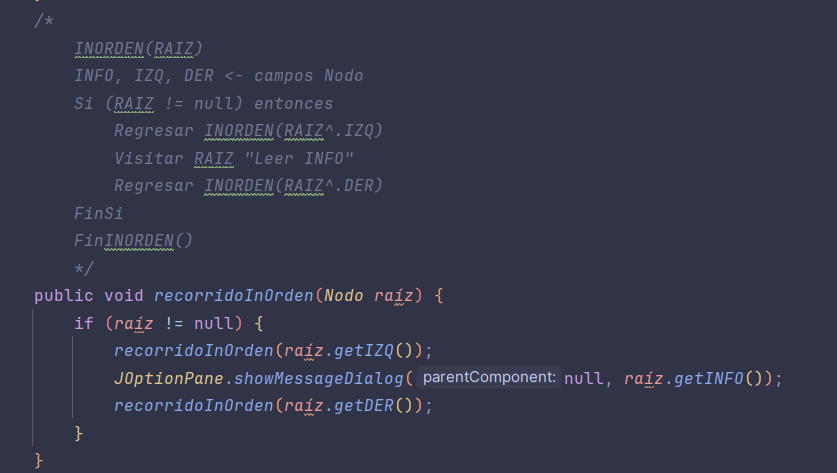 /*
INORDEN(RAIZ)
INFO, IZQ, DER <- campos Nodo
Si (RAIZ != null) entonces
Regresar INORDEN(RAIZ^.IZQ)
Visitar RAIZ "Leer INFO"
Regresar INORDEN(RAIZ^.DER)
FinSi
FinINORDEN()
*/
public void recorridoInOrden(Nodo raíz) {
if (raíz != null) {
recorridoInOrden(raíz.getIZQ());
JOptionPane.showMessageDialog( parentComponent: null, raíz.getINFO());
recorridoInOrden(raíz.getDER());
}
}